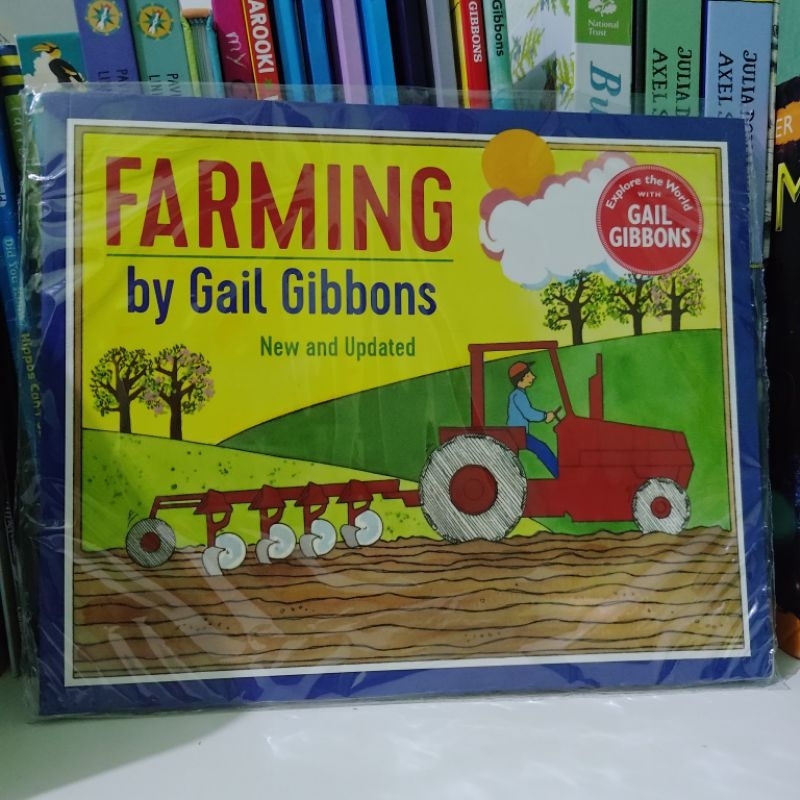 FARMING
by Gail Gibbons
New and Updated
Explore the World
WITH
GAIL
GIBBONS
GIBBONS
Gibbons
National
Trust
JULIA
AXEL
JULIA
AXEL S